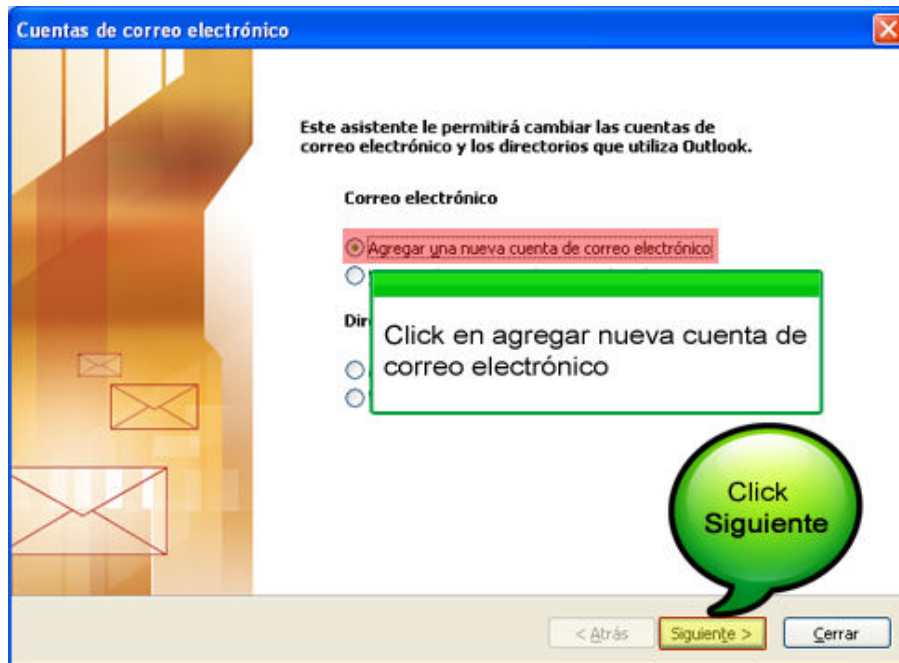 Cuentas de correo electrónico
Este asistente le permitirá cambiar las cuentas de
correo electrónico y los directorios que utiliza Outlook.
Correo electrónico
Agregar una nueva cuenta de correo electrónico
Click en agregar nueva cuenta de
correo electrónico
Click
Siguiente
< Atrás
Siguiente >
Cerrar